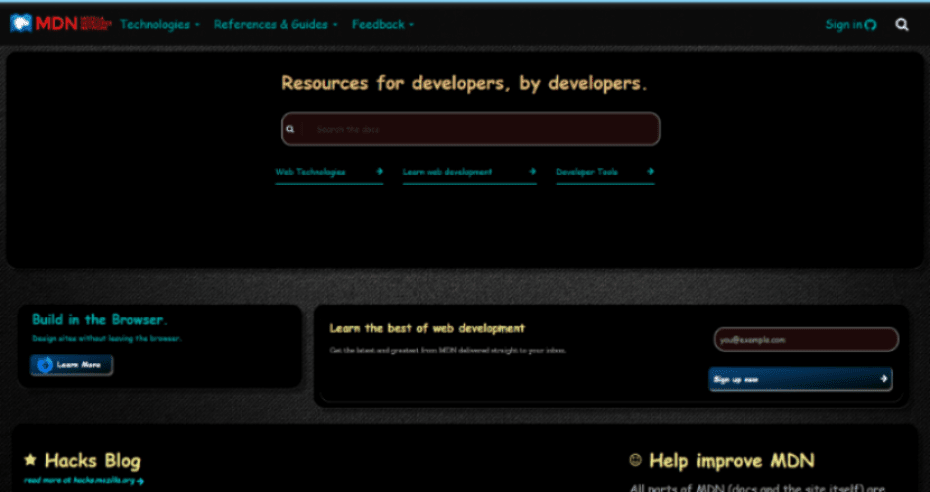 MDN
Technologies
References & Guides
Feedback
Sign in
Resources for developers, by developers.
Search the docs
Web Technologies
Learn web development
Developer Tools
Build in the Browser.
Design sites without leaving the browser.
Learn More
Learn the best of web development
Get the latest and greatest from MDN delivered straight to your inbox.
you@example.com
Sign up now
Hacks Blog
read more at hacks.mozilla.org
Help improve MDN
All parts of MDN (docs and the site itself) are